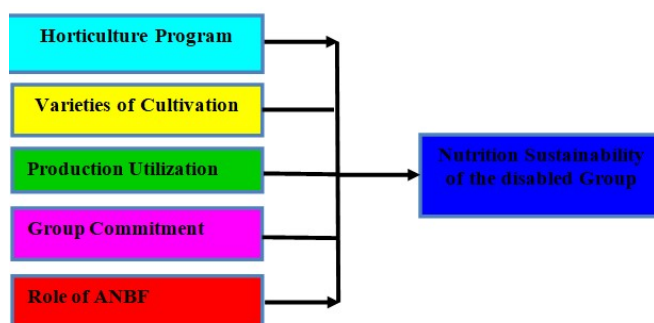 Horticulture Program
Varieties of Cultivation
Production Utilization
Group Commitment
Role of ANBF
Nutrition Sustainability
of the disabled Group